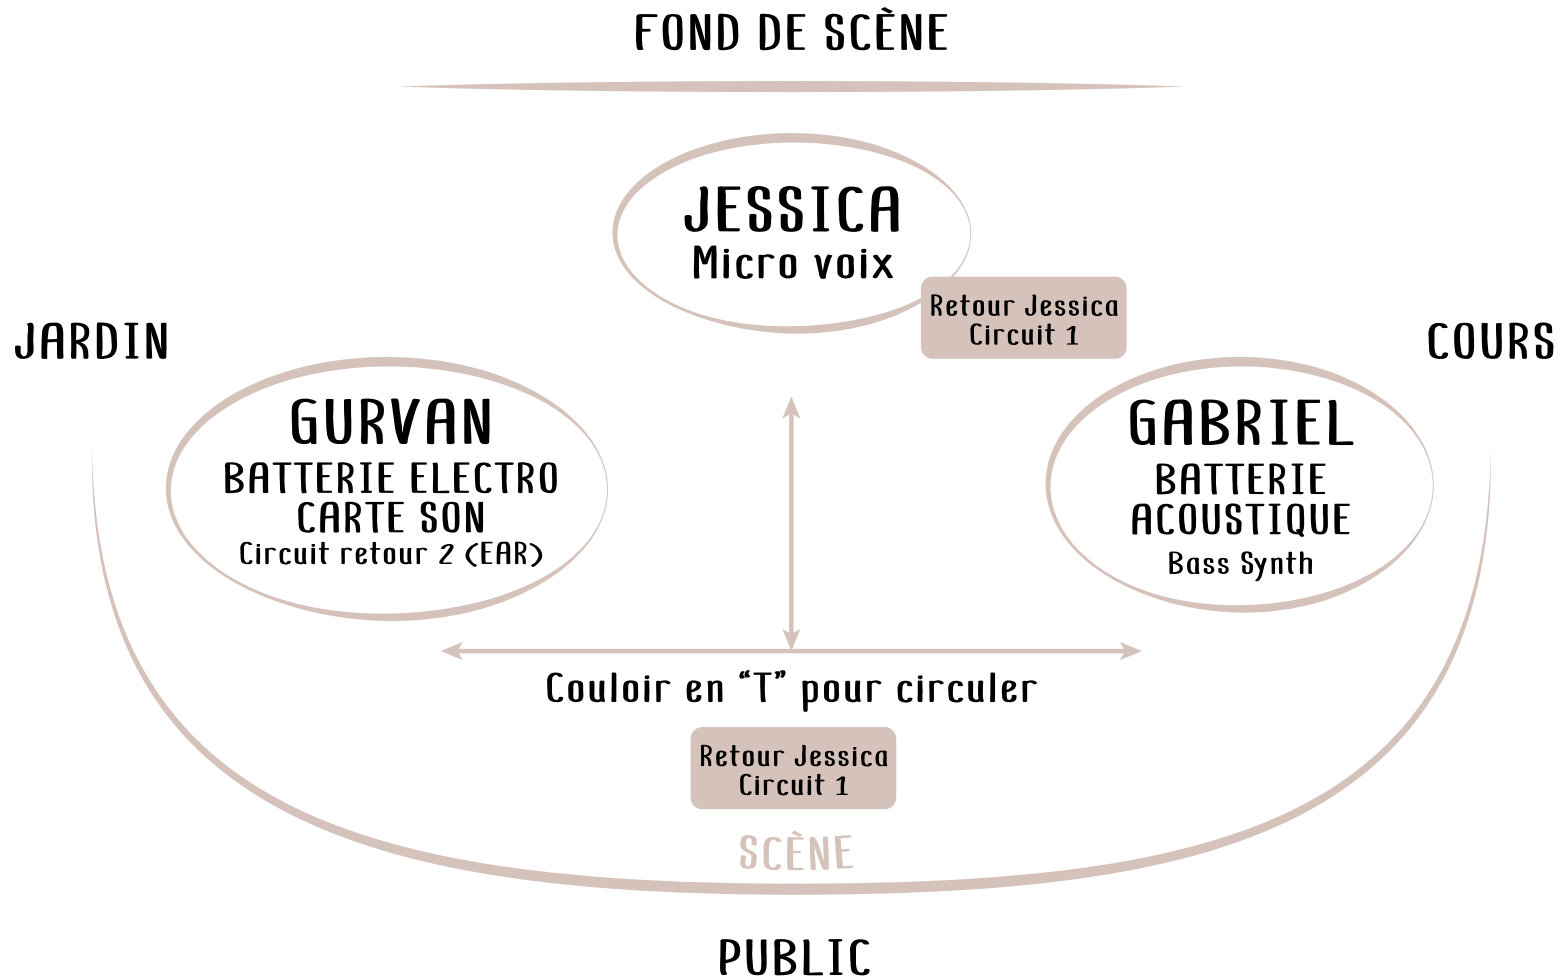 FOND DE SCÈNE
JESSICA
Micro voix
Retour Jessica
Circuit 1
JARDIN
COURS
GURVAN
BATTERIE ELECTRO
CARTE SON
Circuit retour 2 (EAR)
GABRIEL
BATTERIE
ACOUSTIQUE
Bass Synth
Couloir en “T” pour circuler
Retour Jessica
Circuit 1
SCÈNE
PUBLIC